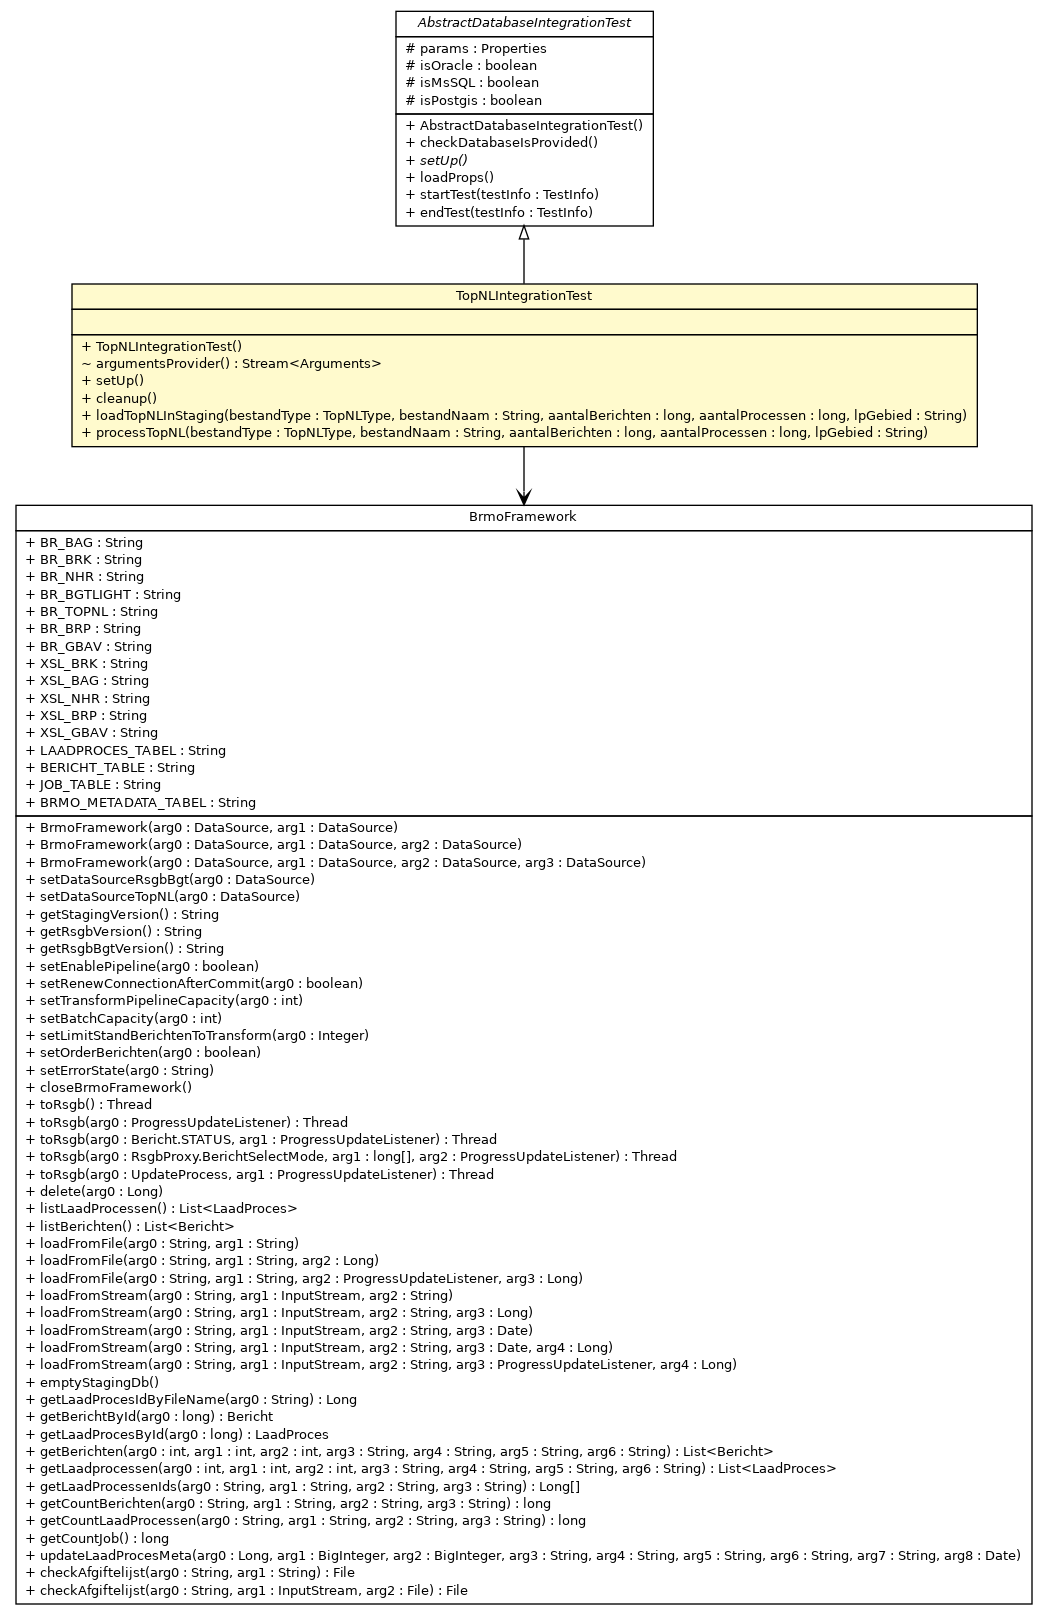 AbstractDatabaseIntegrationTest
# params : Properties
# isOracle : boolean
# isMsSQL : boolean
# isPostgis : boolean
+ AbstractDatabaseIntegrationTest()
+ checkDatabaseIsProvided()
+ setUp()
+ loadProps()
+ startTest(testInfo : TestInfo)
+ endTest(testInfo : TestInfo)
TopNLIntegrationTest
+ TopNLIntegrationTest()
~ argumentsProvider() : Stream<Arguments>
+ setUp()
+ cleanup()
+ loadTopNLInStaging(bestandType : TopNLType, bestandNaam : String, aantalBerichten : long, aantalProcessen : long, lpGebied : String)
+ processTopNL(bestandType : TopNLType, bestandNaam : String, aantalBerichten : long, aantalProcessen : long, lpGebied : String)
BrmoFramework
+ BR_BAG : String
+ BR_BRK : String
+ BR_NHR : String
+ BR_BGTLIGHT : String
+ BR_TOPNL : String
+ BR_BRP : String
+ BR_GBAV : String
+ XSL_BRK : String
+ XSL_BAG : String
+ XSL_NHR : String
+ XSL_BRP : String
+ XSL_GBAV : String
+ LAADPROCES_TABEL : String
+ BERICHT_TABLE : String
+ JOB_TABLE : String
+ BRMO_METADATA_TABEL : String
+ BrmoFramework(arg0 : DataSource, arg1 : DataSource)
+ BrmoFramework(arg0 : DataSource, arg1 : DataSource, arg2 : DataSource)
+ BrmoFramework(arg0 : DataSource, arg1 : DataSource, arg2 : DataSource, arg3 : DataSource)
+ setDataSourceRsgbBgt(arg0 : DataSource)
+ setDataSourceTopNL(arg0 : DataSource)
+ getStagingVersion() : String
+ getRsgbVersion() : String
+ getRsgbBgtVersion() : String
+ setEnablePipeline(arg0 : boolean)
+ setRenewConnectionAfterCommit(arg0 : boolean)
+ setTransformPipelineCapacity(arg0 : int)
+ setBatchCapacity(arg0 : int)
+ setLimitStandBerichtenToTransform(arg0 : Integer)
+ setOrderBerichten(arg0 : boolean)
+ setErrorState(arg0 : String)
+ closeBrmoFramework()
+ toRsgb() : Thread
+ toRsgb(arg0 : ProgressUpdateListener) : Thread
+ toRsgb(arg0 : Bericht.STATUS, arg1 : ProgressUpdateListener) : Thread
+ toRsgb(arg0 : RsgbProxy.BerichtSelectMode, arg1 : long[], arg2 : ProgressUpdateListener) : Thread
+ toRsgb(arg0 : UpdateProcess, arg1 : ProgressUpdateListener) : Thread
+ delete(arg0 : Long)
+ listLaadProcessen() : List<LaadProces>
+ listBerichten() : List<Bericht>
+ loadFromFile(arg0 : String, arg1 : String)
+ loadFromFile(arg0 : String, arg1 : String, arg2 : Long)
+ loadFromFile(arg0 : String, arg1 : String, arg2 : ProgressUpdateListener, arg3 : Long)
+ loadFromStream(arg0 : String, arg1 : InputStream, arg2 : String)
+ loadFromStream(arg0 : String, arg1 : InputStream, arg2 : String, arg3 : Long)
+ loadFromStream(arg0 : String, arg1 : InputStream, arg2 : String, arg3 : Date)
+ loadFromStream(arg0 : String, arg1 : InputStream, arg2 : String, arg3 : Date, arg4 : Long)
+ loadFromStream(arg0 : String, arg1 : InputStream, arg2 : String, arg3 : ProgressUpdateListener, arg4 : Long)
+ emptyStagingDb()
+ getLaadProcesIdByFileName(arg0 : String) : Long
+ getBerichtById(arg0 : long) : Bericht
+ getLaadProcesById(arg0 : long) : LaadProces
+ getBerichten(arg0 : int, arg1 : int, arg2 : int, arg3 : String, arg4 : String, arg5 : String, arg6 : String) : List<Bericht>
+ getLaadprocessen(arg0 : int, arg1 : int, arg2 : int, arg3 : String, arg4 : String, arg5 : String, arg6 : String) : List<LaadProces>
+ getLaadProcessenIds(arg0 : String, arg1 : String, arg2 : String, arg3 : String) : Long[]
+ getCountBerichten(arg0 : String, arg1 : String, arg2 : String, arg3 : String) : long
+ getCountLaadProcessen(arg0 : String, arg1 : String, arg2 : String, arg3 : String) : long
+ getCountJob() : long
+ updateLaadProcesMeta(arg0 : Long, arg1 : BigInteger, arg2 : BigInteger, arg3 : String, arg4 : String, arg5 : String, arg6 : String, arg7 : String, arg8 : Date)
+ checkAfgiftelijst(arg0 : String, arg1 : String) : File
+ checkAfgiftelijst(arg0 : String, arg1 : InputStream, arg2 : File) : File